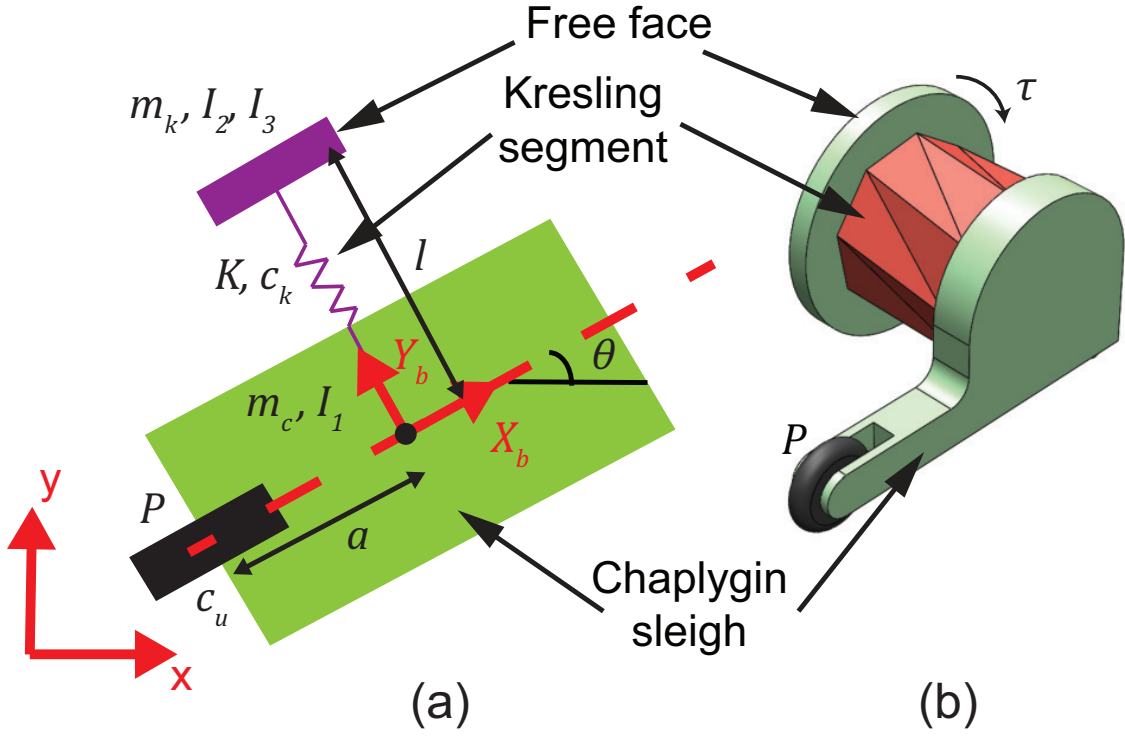 Free face
Kresling
segment
m_k, I_2, I_3
τ
l
K, c_k
Y_b
θ
m_c, I_1
X_b
P
P
y
a
c_u
Chaplygin
sleigh
x
(a)
(b)